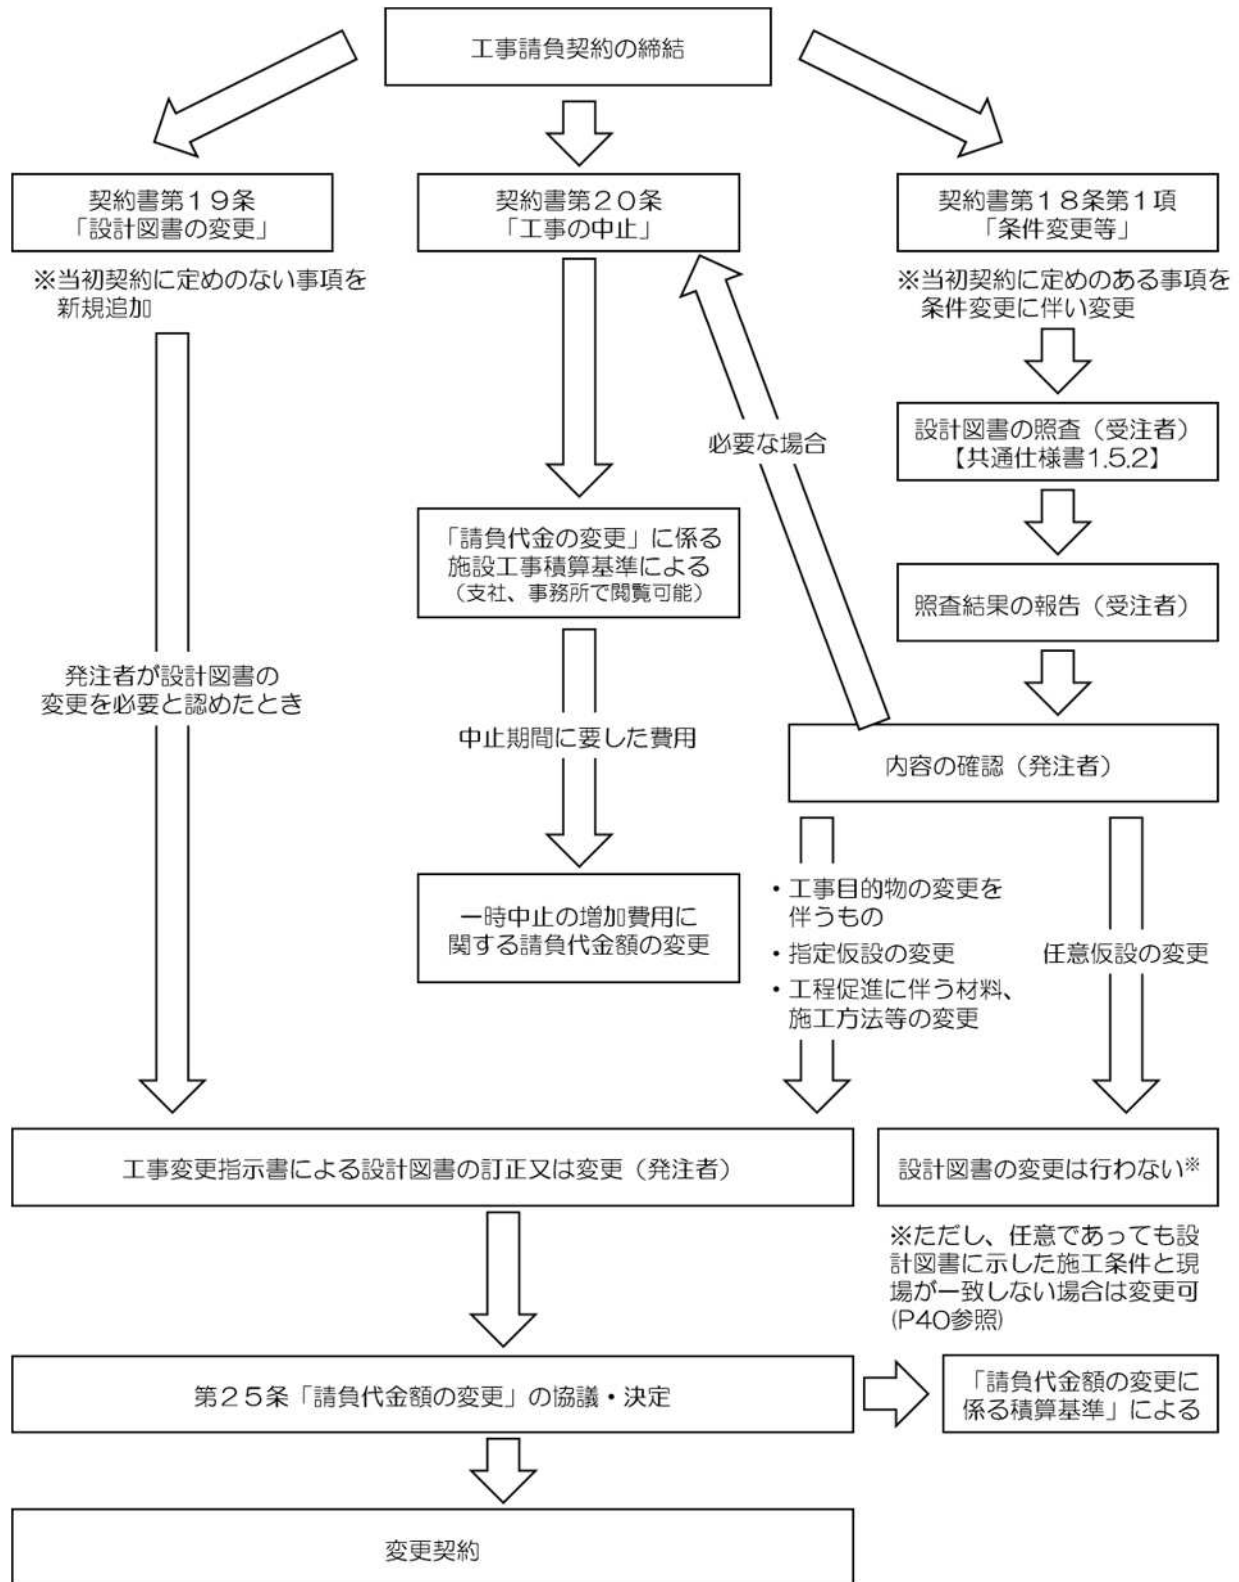 工事請負契約の締結
契約書第１９条
「設計図書の変更」
※当初契約に定めのない事項を
新規追加
契約書第２０条
「工事の中止」
契約書第１８条第１項
「条件変更等」
※当初契約に定めのある事項を
条件変更に伴い変更
設計図書の照査（受注者）
【共通仕様書1.5.2】
必要な場合
「請負代金の変更」に係る
施設工事積算基準による
（支社、事務所で閲覧可能）
照査結果の報告（受注者）
発注者が設計図書の
変更を必要と認めたとき
中止期間に要した費用
内容の確認（発注者）
一時中止の増加費用に
関する請負代金額の変更
・工事目的物の変更を
伴うもの
・指定仮設の変更
・工程促進に伴う材料、
施工方法等の変更
任意仮設の変更
工事変更指示書による設計図書の訂正又は変更（発注者）
設計図書の変更は行わない※
※ただし、任意であっても設
計図書に示した施工条件と現
場が一致しない場合は変更可
(P40参照)
第２５条「請負代金額の変更」の協議・決定
「請負代金額の変更に
係る積算基準」による
変更契約